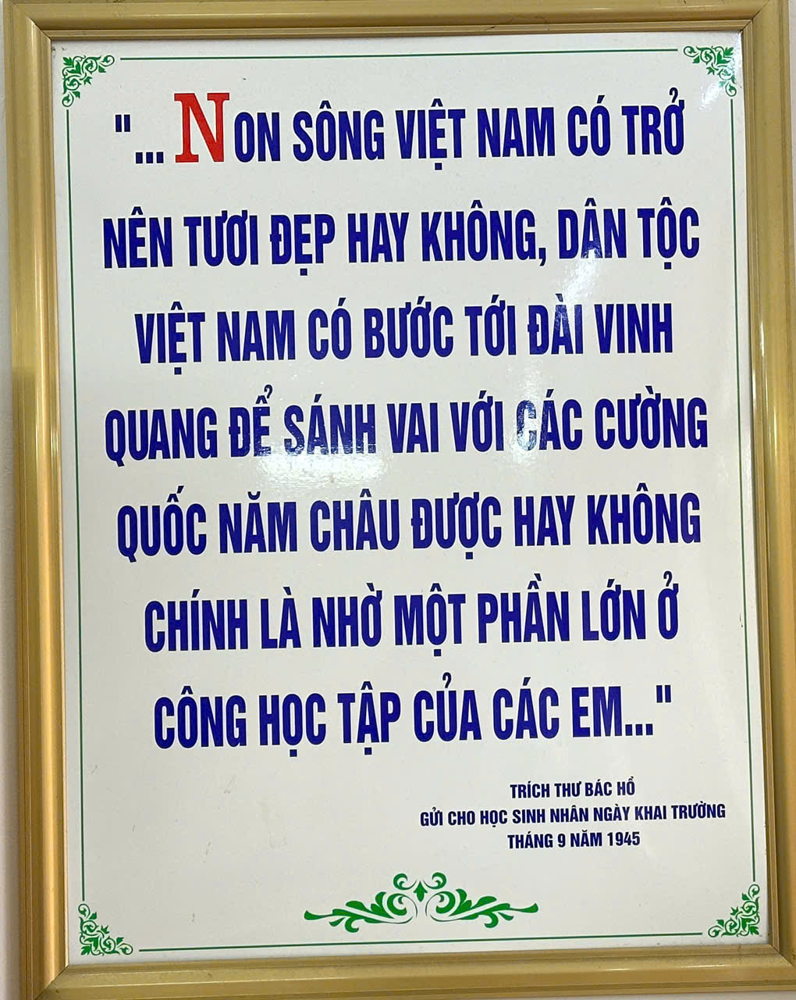 "... NON SÔNG VIỆT NAM CÓ TRỞ
NÊN TƯƠI ĐẸP HAY KHÔNG, DÂN TỘC
VIỆT NAM CÓ BƯỚC TỚI ĐÀI VINH
QUANG ĐỂ SÁNH VAI VỚI CÁC CƯỜNG
QUỐC NĂM CHÂU ĐƯỢC HAY KHÔNG
CHÍNH LÀ NHỜ MỘT PHẦN LỚN Ở
CÔNG HỌC TẬP CỦA CÁC EM..."
TRÍCH THƯ BÁC HỒ
GỬI CHO HỌC SINH NHÂN NGÀY KHAI TRƯỜNG
THÁNG 9 NĂM 1945